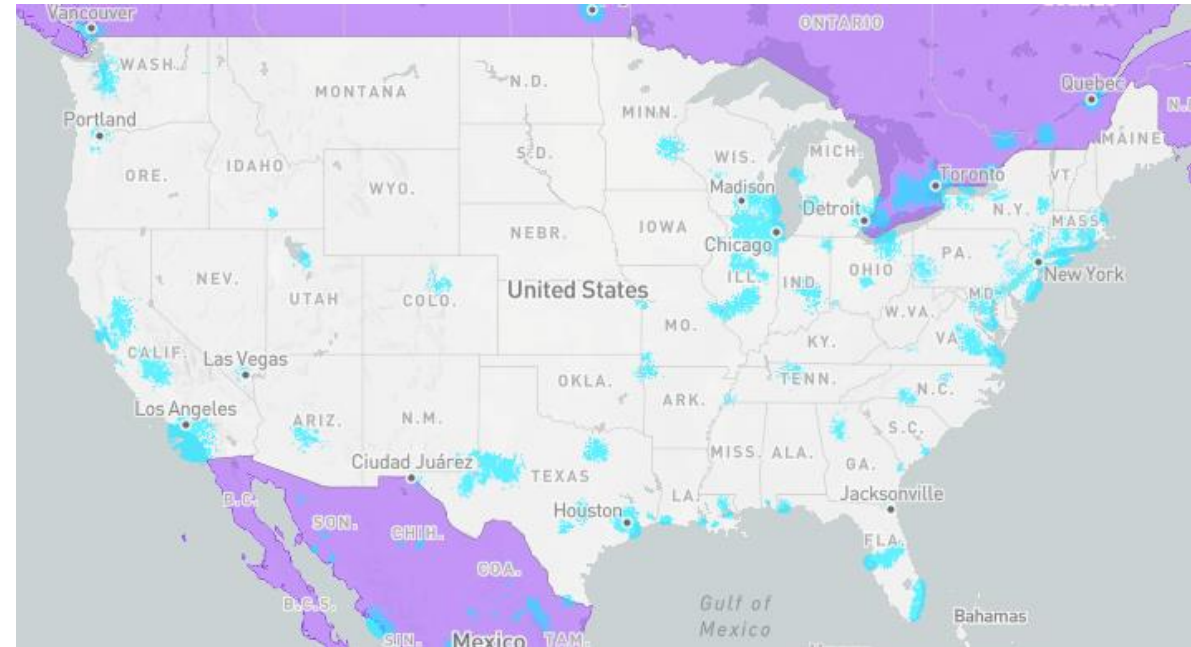 Vancouver
ONTARIO
WASH.
MONTANA
N.D.
Quebec
Portland
MINN.
MAINE
S.D.
WIS.
MICH.
IDAHO
ORE.
Toronto
VT.
WYO.
Madison
Detroit
N.Y.
MASS
NEBR.
IOWA
Chicago
PA.
New York
NEV.
UTAH
COLO.
United States
ILL.
IND.
OHIO
MD.
W.VA.
MO.
KY.
VA.
CALIF.
Las Vegas
OKLA.
TENN.
N.C.
Los Angeles
ARIZ.
N.M.
ARK.
S.C.
Ciudad Juárez
TEXAS
MISS.
ALA.
GA.
B.C.
SON.
CHIH.
Houston
LA.
Jacksonville
FLA.
COA.
B.C.S.
Gulf of
Mexico
Bahamas
SIN.
Mexico
TAM.